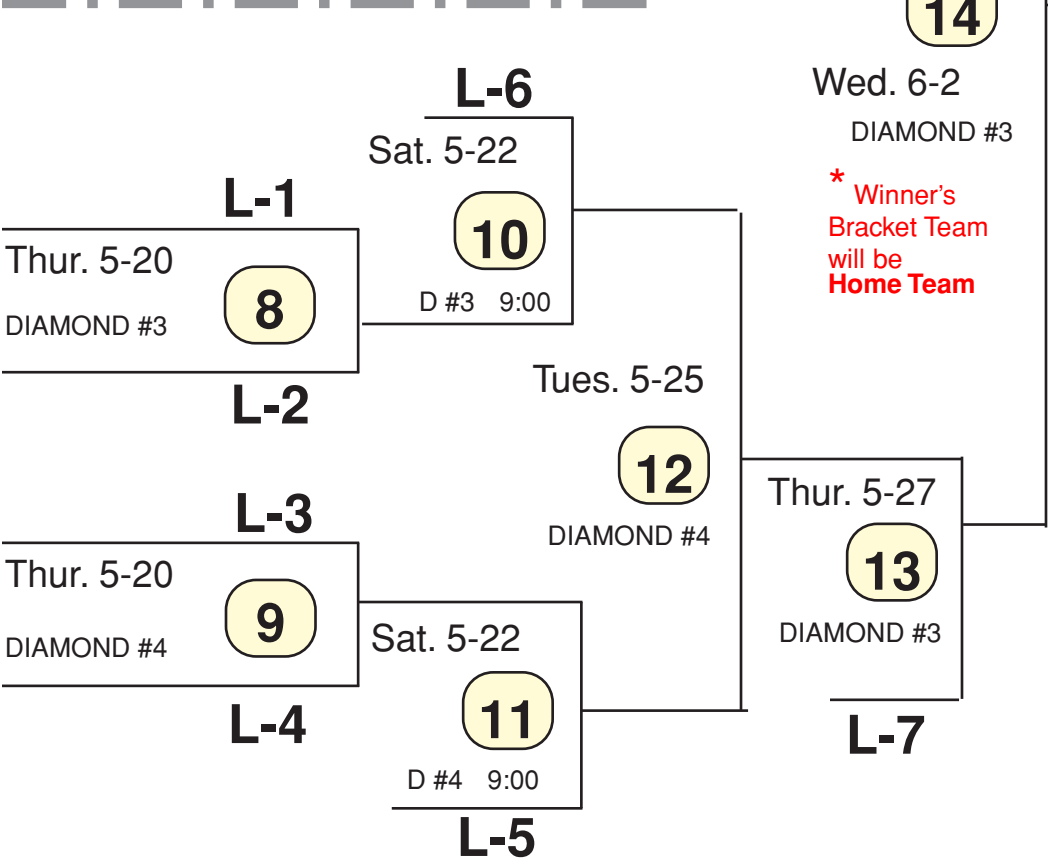 14
Wed. 6-2
DIAMOND #3
* Winner's
Bracket Team
will be
Home Team
L-6
Sat. 5-22
10
D #3 9:00
L-1
Thur. 5-20
8
DIAMOND #3
L-2
Tues. 5-25
12
DIAMOND #4
Thur. 5-27
13
DIAMOND #3
L-7
L-3
Thur. 5-20
9
DIAMOND #4
L-4
Sat. 5-22
11
D #4 9:00
L-5